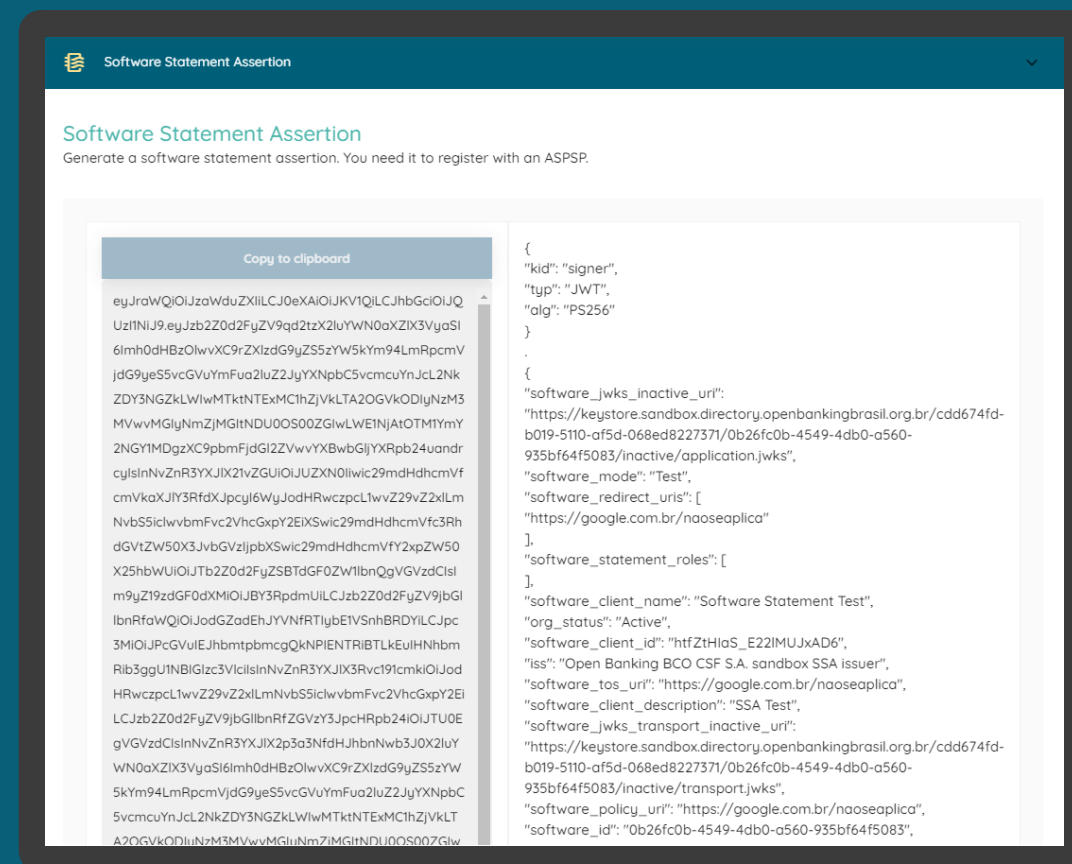 Software Statement Assertion
Software Statement Assertion
Generate a software statement assertion. You need it to register with an ASPSP.
Copy to clipboard
eyJraWQiOiJzaWduZXIiLCJ0eXAiOiJKV1QiLCJhbGciOiJQ
UzI1NiJ9.eyJzb2Z0d2FyZV9qd2tzX2luYWN0aXZlX3VyaSI
6Imh0dHBzOlwvXC9rZXlzdG9yZS5zYW5kYm94LmRpcmV
jdG9yeS5vcGVuYmFua2luZ2JyYXNpbC5vcmcuYnJcL2Nk
ZDY3NGZkLWIwMTktNTExMC1hZjVkLTA2OGVkODIyNzM3
MVwvMGIyNmZjMGItNDU0OS00ZGIwLWE1NjAtOTM1YmY
2NGY1MDgzXC9pbmFjdGl2ZVwvYXBwbGljYXRpb24uandr
cyIsInNvZnR3YXJlX21vZGUiOiJUZXN0Iiwic29mdHdhcmVf
cmVkaXJlY3RfdXJpcyI6WyJodHRwczpcL1wvZ29vZ2xlLm
NvbS5iclwvbmFvc2VhcGxpY2EiXSwic29mdHdhcmVfc3Rh
dGVtZW50X3JvbGVzIjpbXSwic29mdHdhcmVfY2xpZW50
X25hbWUiOiJTb2Z0d2FyZSBTdGF0ZW1lbnQgVGVzdCIsI
m9yZ19zdGF0dXMiOiJBY3RpdmUiLCJzb2Z0d2FyZV9jbGl
lbnRfaWQiOiJodGZadEhJYVNfRTIybE1VSnhBRDYiLCJpc
3MiOiJPcGVuIEJhbmtpbmcgQkNPIENTRiBTLkEuIHNhbm
Rib3ggU1NBIGlzc3VlciIsInNvZnR3YXJlX3Rvc191cmkiOiJod
HRwczpcL1wvZ29vZ2xlLmNvbS5iclwvbmFvc2VhcGxpY2Ei
LCJzb2Z0d2FyZV9jbGllbnRfZGVzY3JpcHRpb24iOiJTU0E
gVGVzdCIsInNvZnR3YXJlX2p3a3NfdHJhbnNwb3J0X2luY
WN0aXZlX3VyaSI6Imh0dHBzOlwvXC9rZXlzdG9yZS5zYW
5kYm94LmRpcmVjdG9yeS5vcGVuYmFua2luZ2JyYXNpbC
5vcmcuYnJcL2NkZDY3NGZkLWIwMTktNTExMC1hZjVkLT
A2OGVkODIyNzM3MVwvMGIyNmZjMGItNDU0OS00ZGIw
{
"kid": "signer",
"typ": "JWT",
"alg": "PS256"
}
.
{
"software_jwks_inactive_uri":
"https://keystore.sandbox.directory.openbankingbrasil.org.br/cdd674fd-
b019-5110-af5d-068ed8227371/0b26fc0b-4549-4db0-a560-
935bf64f5083/inactive/application.jwks",
"software_mode": "Test",
"software_redirect_uris": [
"https://google.com.br/naoseaplica"
],
"software_statement_roles": [
],
"software_client_name": "Software Statement Test",
"org_status": "Active",
"software_client_id": "htfZtHIaS_E22lMUJxAD6",
"iss": "Open Banking BCO CSF S.A. sandbox SSA issuer",
"software_tos_uri": "https://google.com.br/naoseaplica",
"software_client_description": "SSA Test",
"software_jwks_transport_inactive_uri":
"https://keystore.sandbox.directory.openbankingbrasil.org.br/cdd674fd-
b019-5110-af5d-068ed8227371/0b26fc0b-4549-4db0-a560-
935bf64f5083/inactive/transport.jwks",
"software_policy_uri": "https://google.com.br/naoseaplica",
"software_id": "0b26fc0b-4549-4db0-a560-935bf64f5083",